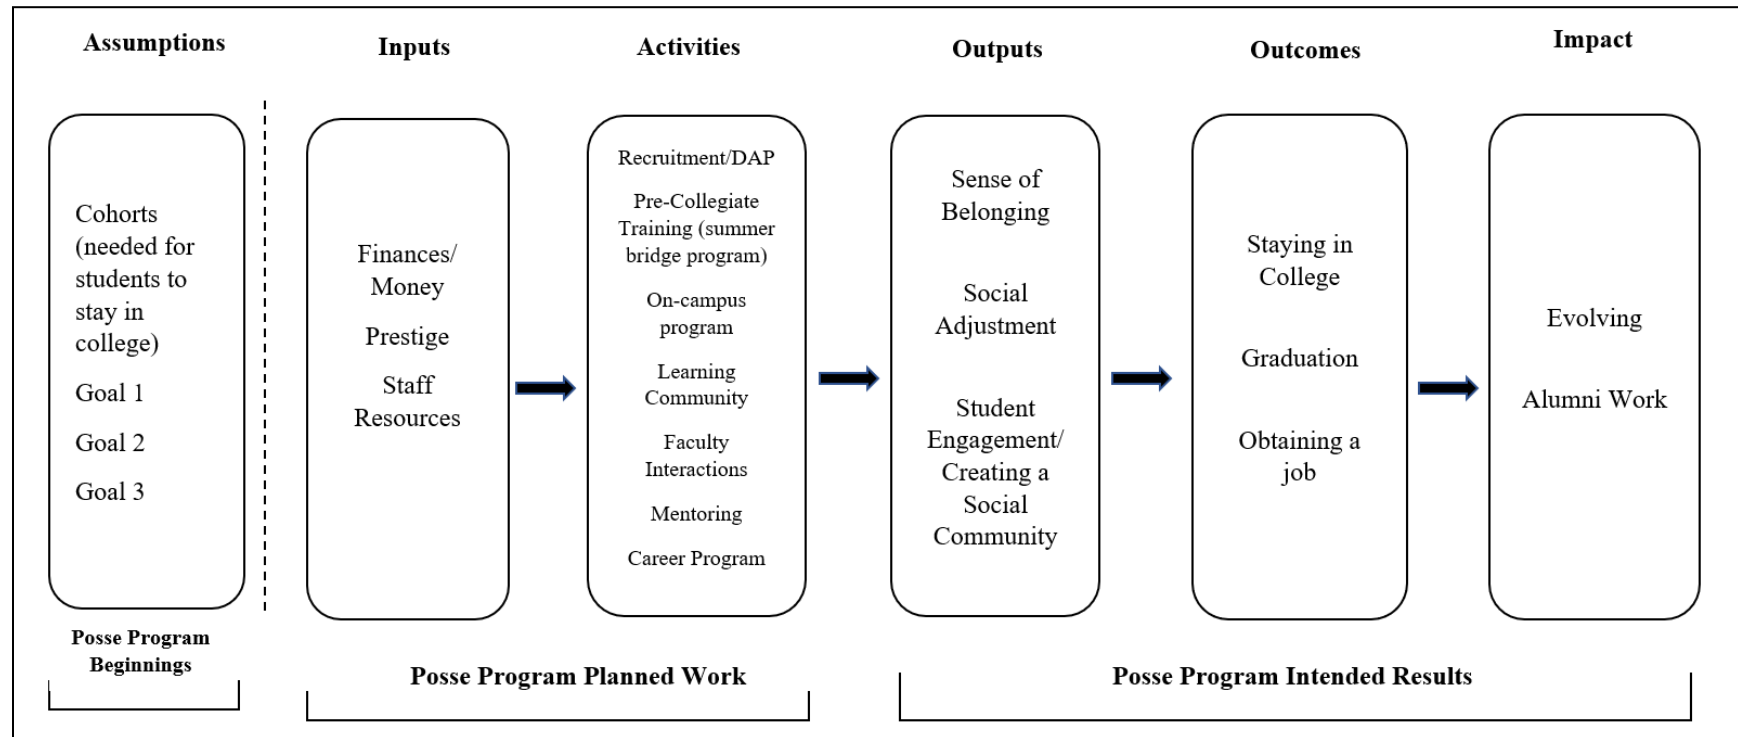 Assumptions
Inputs
Activities
Outputs
Outcomes
Impact
Cohorts
(needed for
students to
stay in
college)
Goal 1
Goal 2
Goal 3
Finances/
Money
Prestige
Staff
Resources
Recruitment/DAP
Pre-Collegiate
Training (summer
bridge program)
On-campus
program
Learning
Community
Faculty
Interactions
Mentoring
Career Program
Sense of
Belonging
Social
Adjustment
Student
Engagement/
Creating a
Social
Community
Staying in
College
Graduation
Obtaining a
job
Evolving
Alumni Work
Posse Program
Beginnings
Posse Program Planned Work
Posse Program Intended Results